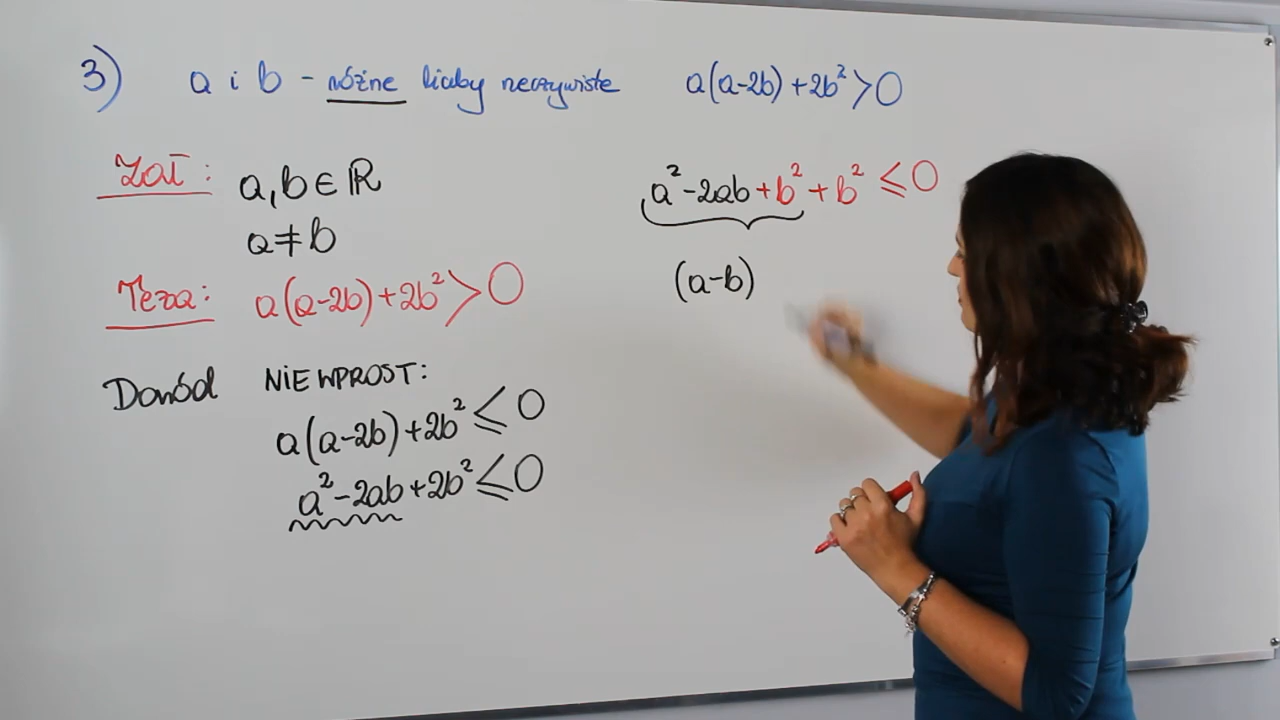 3) a i b - różne liczby rzeczywiste a(a-2b)+2b²>0
Zał: a,b∈ℝ
a≠b
Teza: a(a-2b)+2b²>0
Dowód NIE WPROST:
a(a-2b)+2b²≤0
a²-2ab+2b²≤0
a²-2ab+b²+b²≤0
(a-b)